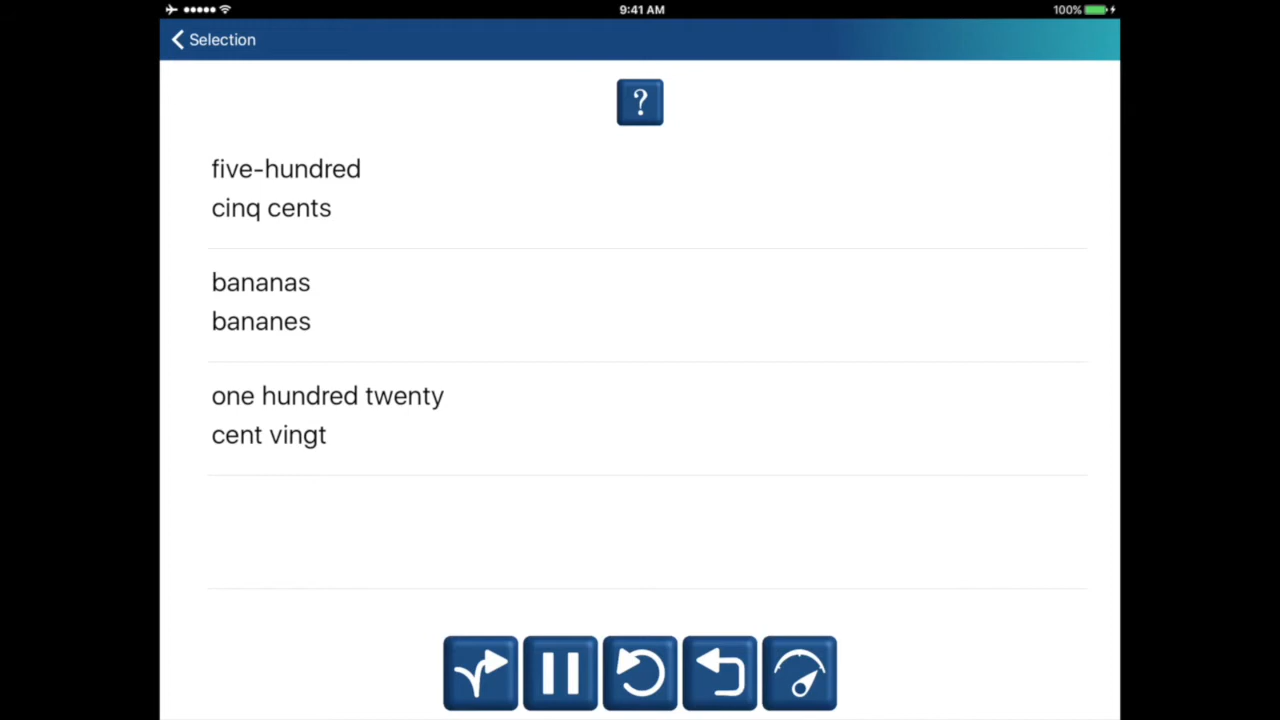 9:41 AM
100%
Selection
?
five-hundred
cinq cents
bananas
bananes
one hundred twenty
cent vingt